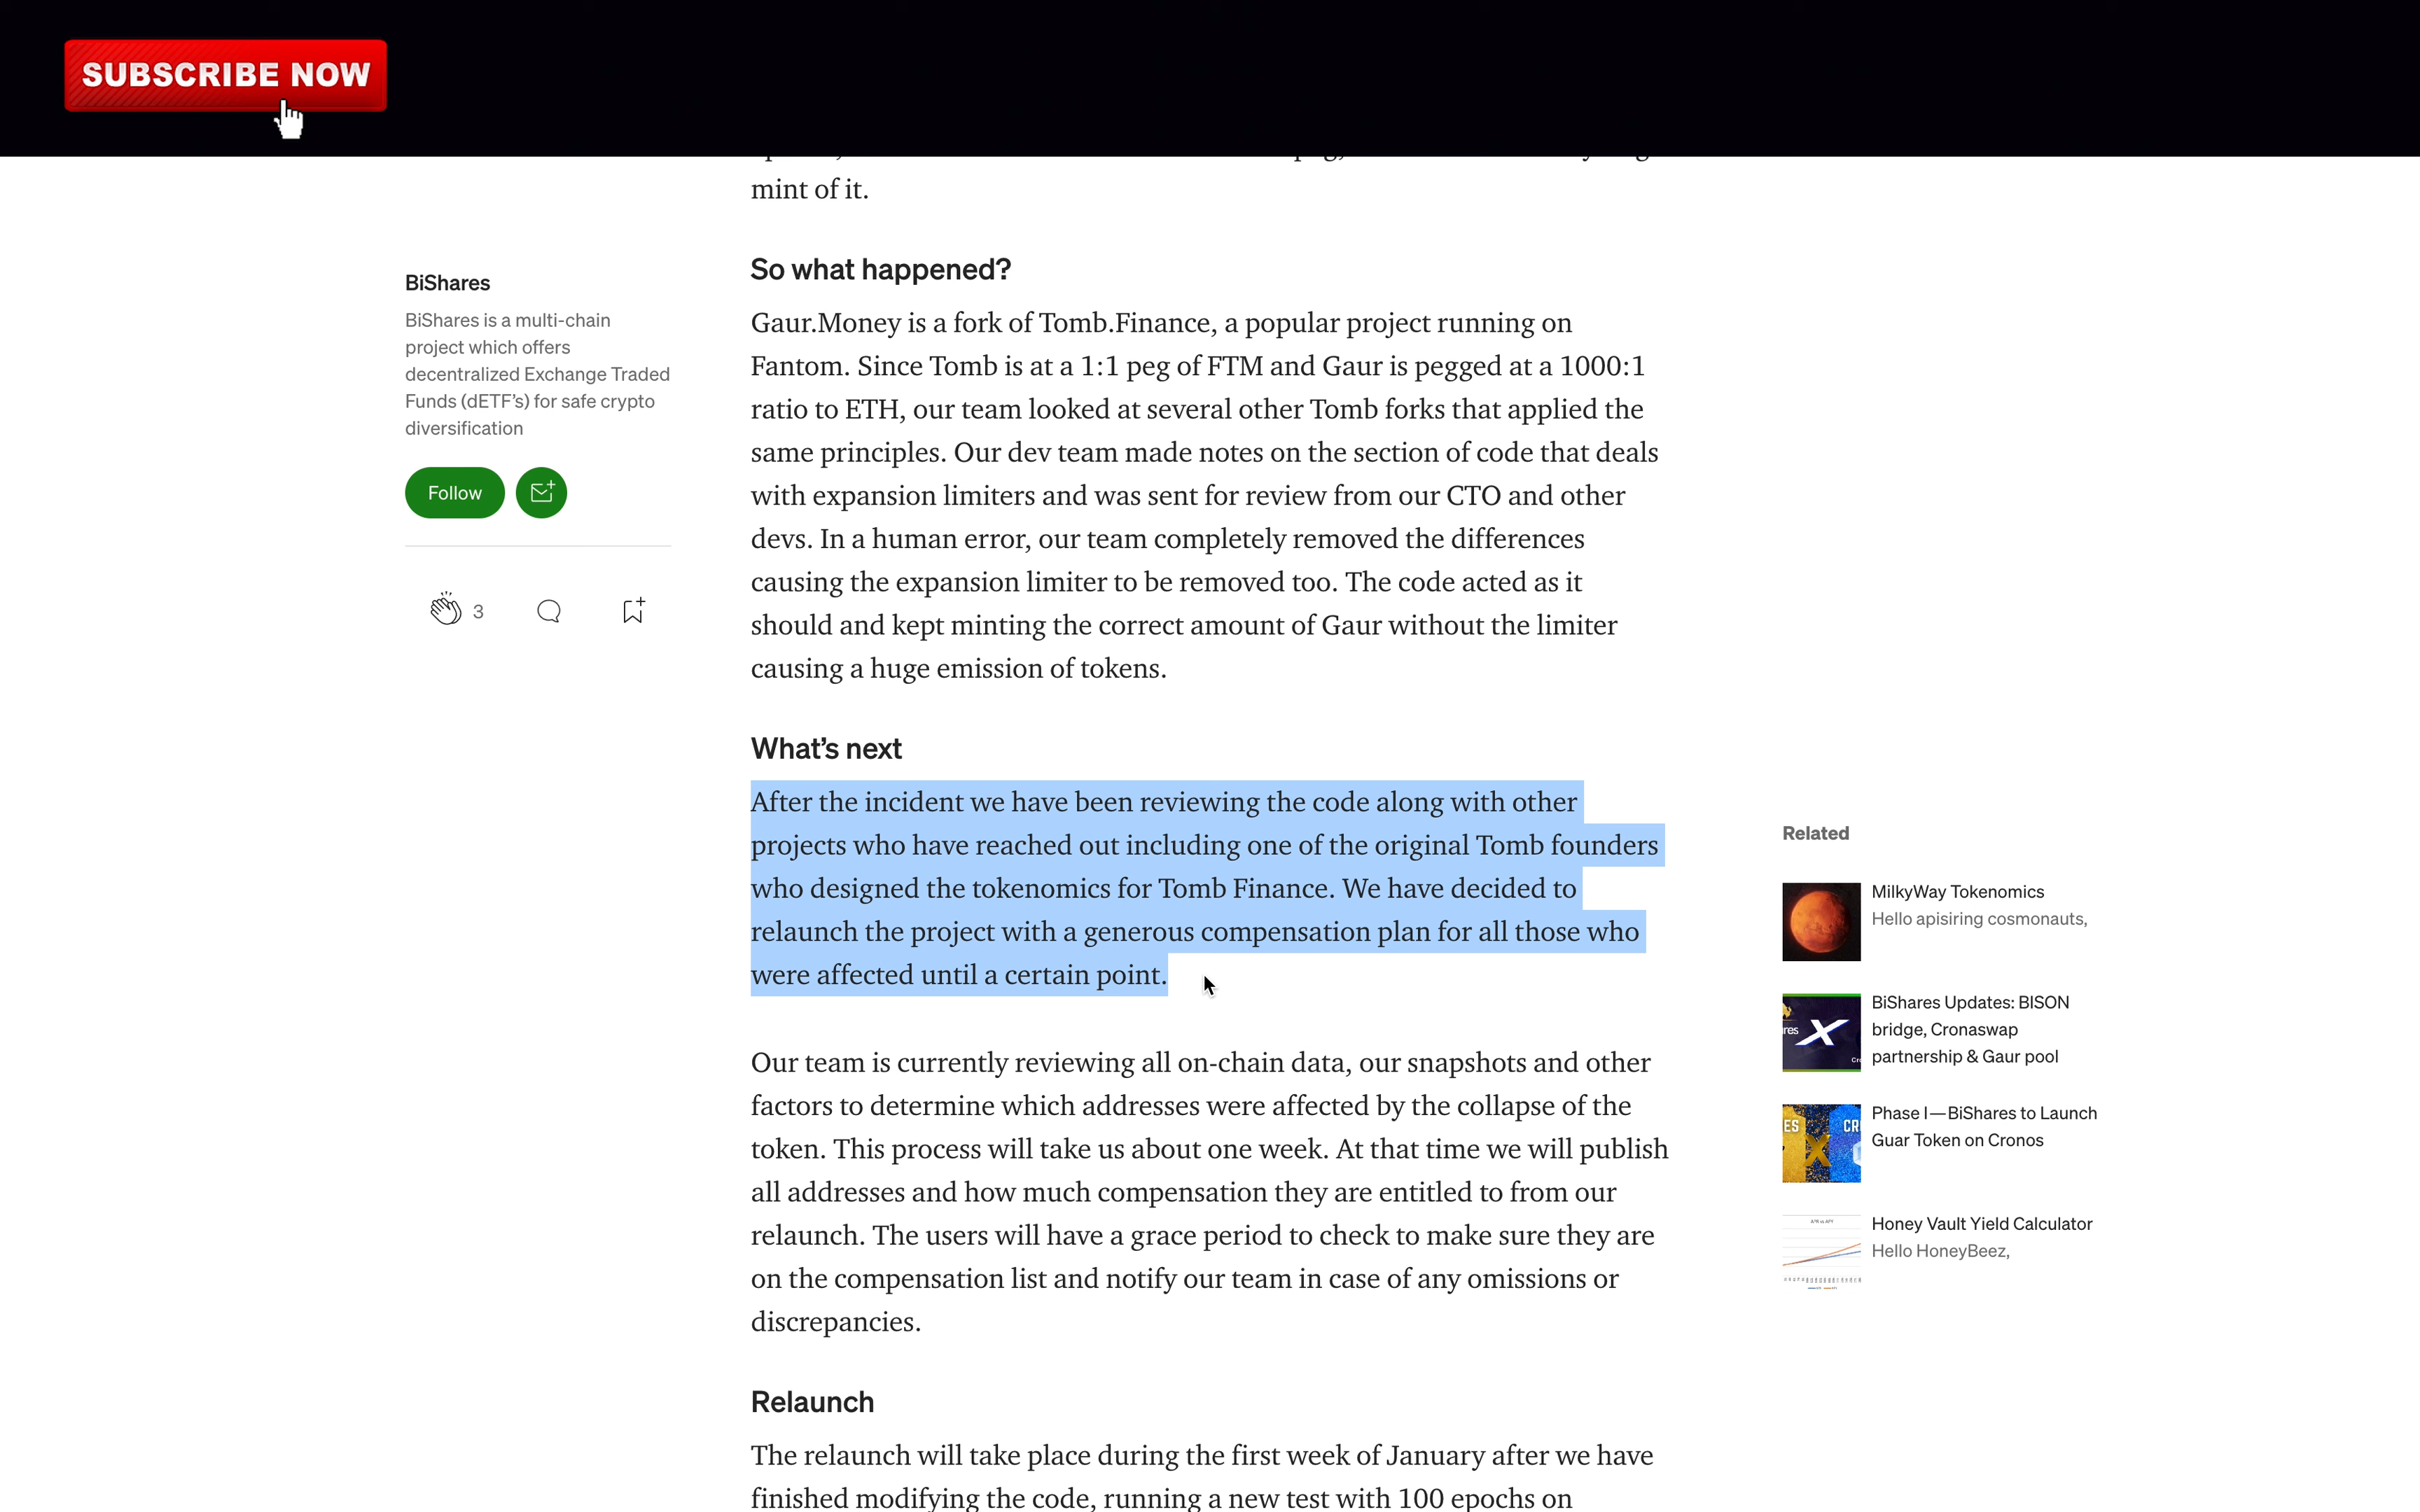 SUBSCRIBE NOW
mint of it.
So what happened?
Gaur.Money is a fork of Tomb.Finance, a popular project running on
Fantom. Since Tomb is at a 1:1 peg of FTM and Gaur is pegged at a 1000:1
ratio to ETH, our team looked at several other Tomb forks that applied the
same principles. Our dev team made notes on the section of code that deals
with expansion limiters and was sent for review from our CTO and other
devs. In a human error, our team completely removed the differences
causing the expansion limiter to be removed too. The code acted as it
should and kept minting the correct amount of Gaur without the limiter
causing a huge emission of tokens.
What's next
After the incident we have been reviewing the code along with other
projects who have reached out including one of the original Tomb founders
who designed the tokenomics for Tomb Finance. We have decided to
relaunch the project with a generous compensation plan for all those who
were affected until a certain point.
Our team is currently reviewing all on-chain data, our snapshots and other
factors to determine which addresses were affected by the collapse of the
token. This process will take us about one week. At that time we will publish
all addresses and how much compensation they are entitled to from our
relaunch. The users will have a grace period to check to make sure they are
on the compensation list and notify our team in case of any omissions or
discrepancies.
Relaunch
The relaunch will take place during the first week of January after we have
finished modifying the code, running a new test with 100 epochs on
BiShares
BiShares is a multi-chain
project which offers
decentralized Exchange Traded
Funds (dETF's) for safe crypto
diversification
Follow
3
Related
MilkyWay Tokenomics
Hello apisiring cosmonauts,
BiShares Updates: BISON
bridge, Cronaswap
partnership & Gaur pool
Phase I—BiShares to Launch
Guar Token on Cronos
Honey Vault Yield Calculator
Hello HoneyBeez,